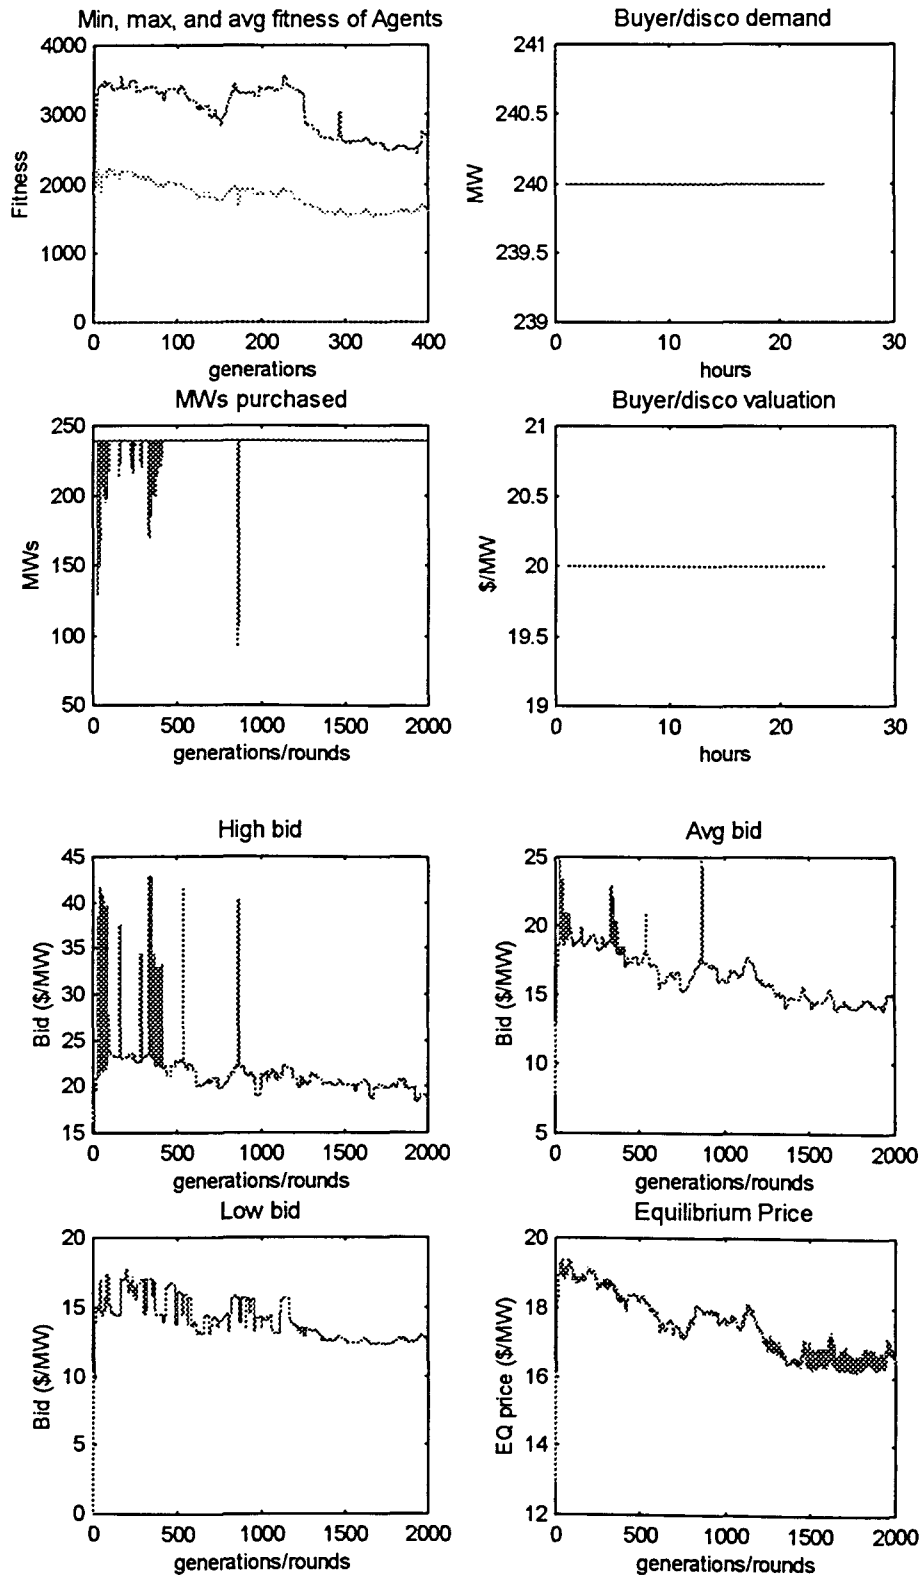 Min, max, and avg fitness of Agents
4000
3000
2000
1000
0
Fitness
0 100 200 300 400
generations
Buyer/disco demand
241
240.5
240
239.5
239
MW
0 10 20 30
hours
MWs purchased
250
200
150
100
50
MWs
0 500 1000 1500 2000
generations/rounds
Buyer/disco valuation
21
20.5
20
19.5
19
$/MW
0 10 20 30
hours
High bid
45
40
35
30
25
20
15
Bid ($/MW)
0 500 1000 1500 2000
generations/rounds
Avg bid
25
20
15
10
5
Bid ($/MW)
0 500 1000 1500 2000
generations/rounds
Low bid
20
15
10
5
0
Bid ($/MW)
0 500 1000 1500 2000
generations/rounds
Equilibrium Price
20
18
16
14
12
EQ price ($/MW)
0 500 1000 1500 2000
generations/rounds